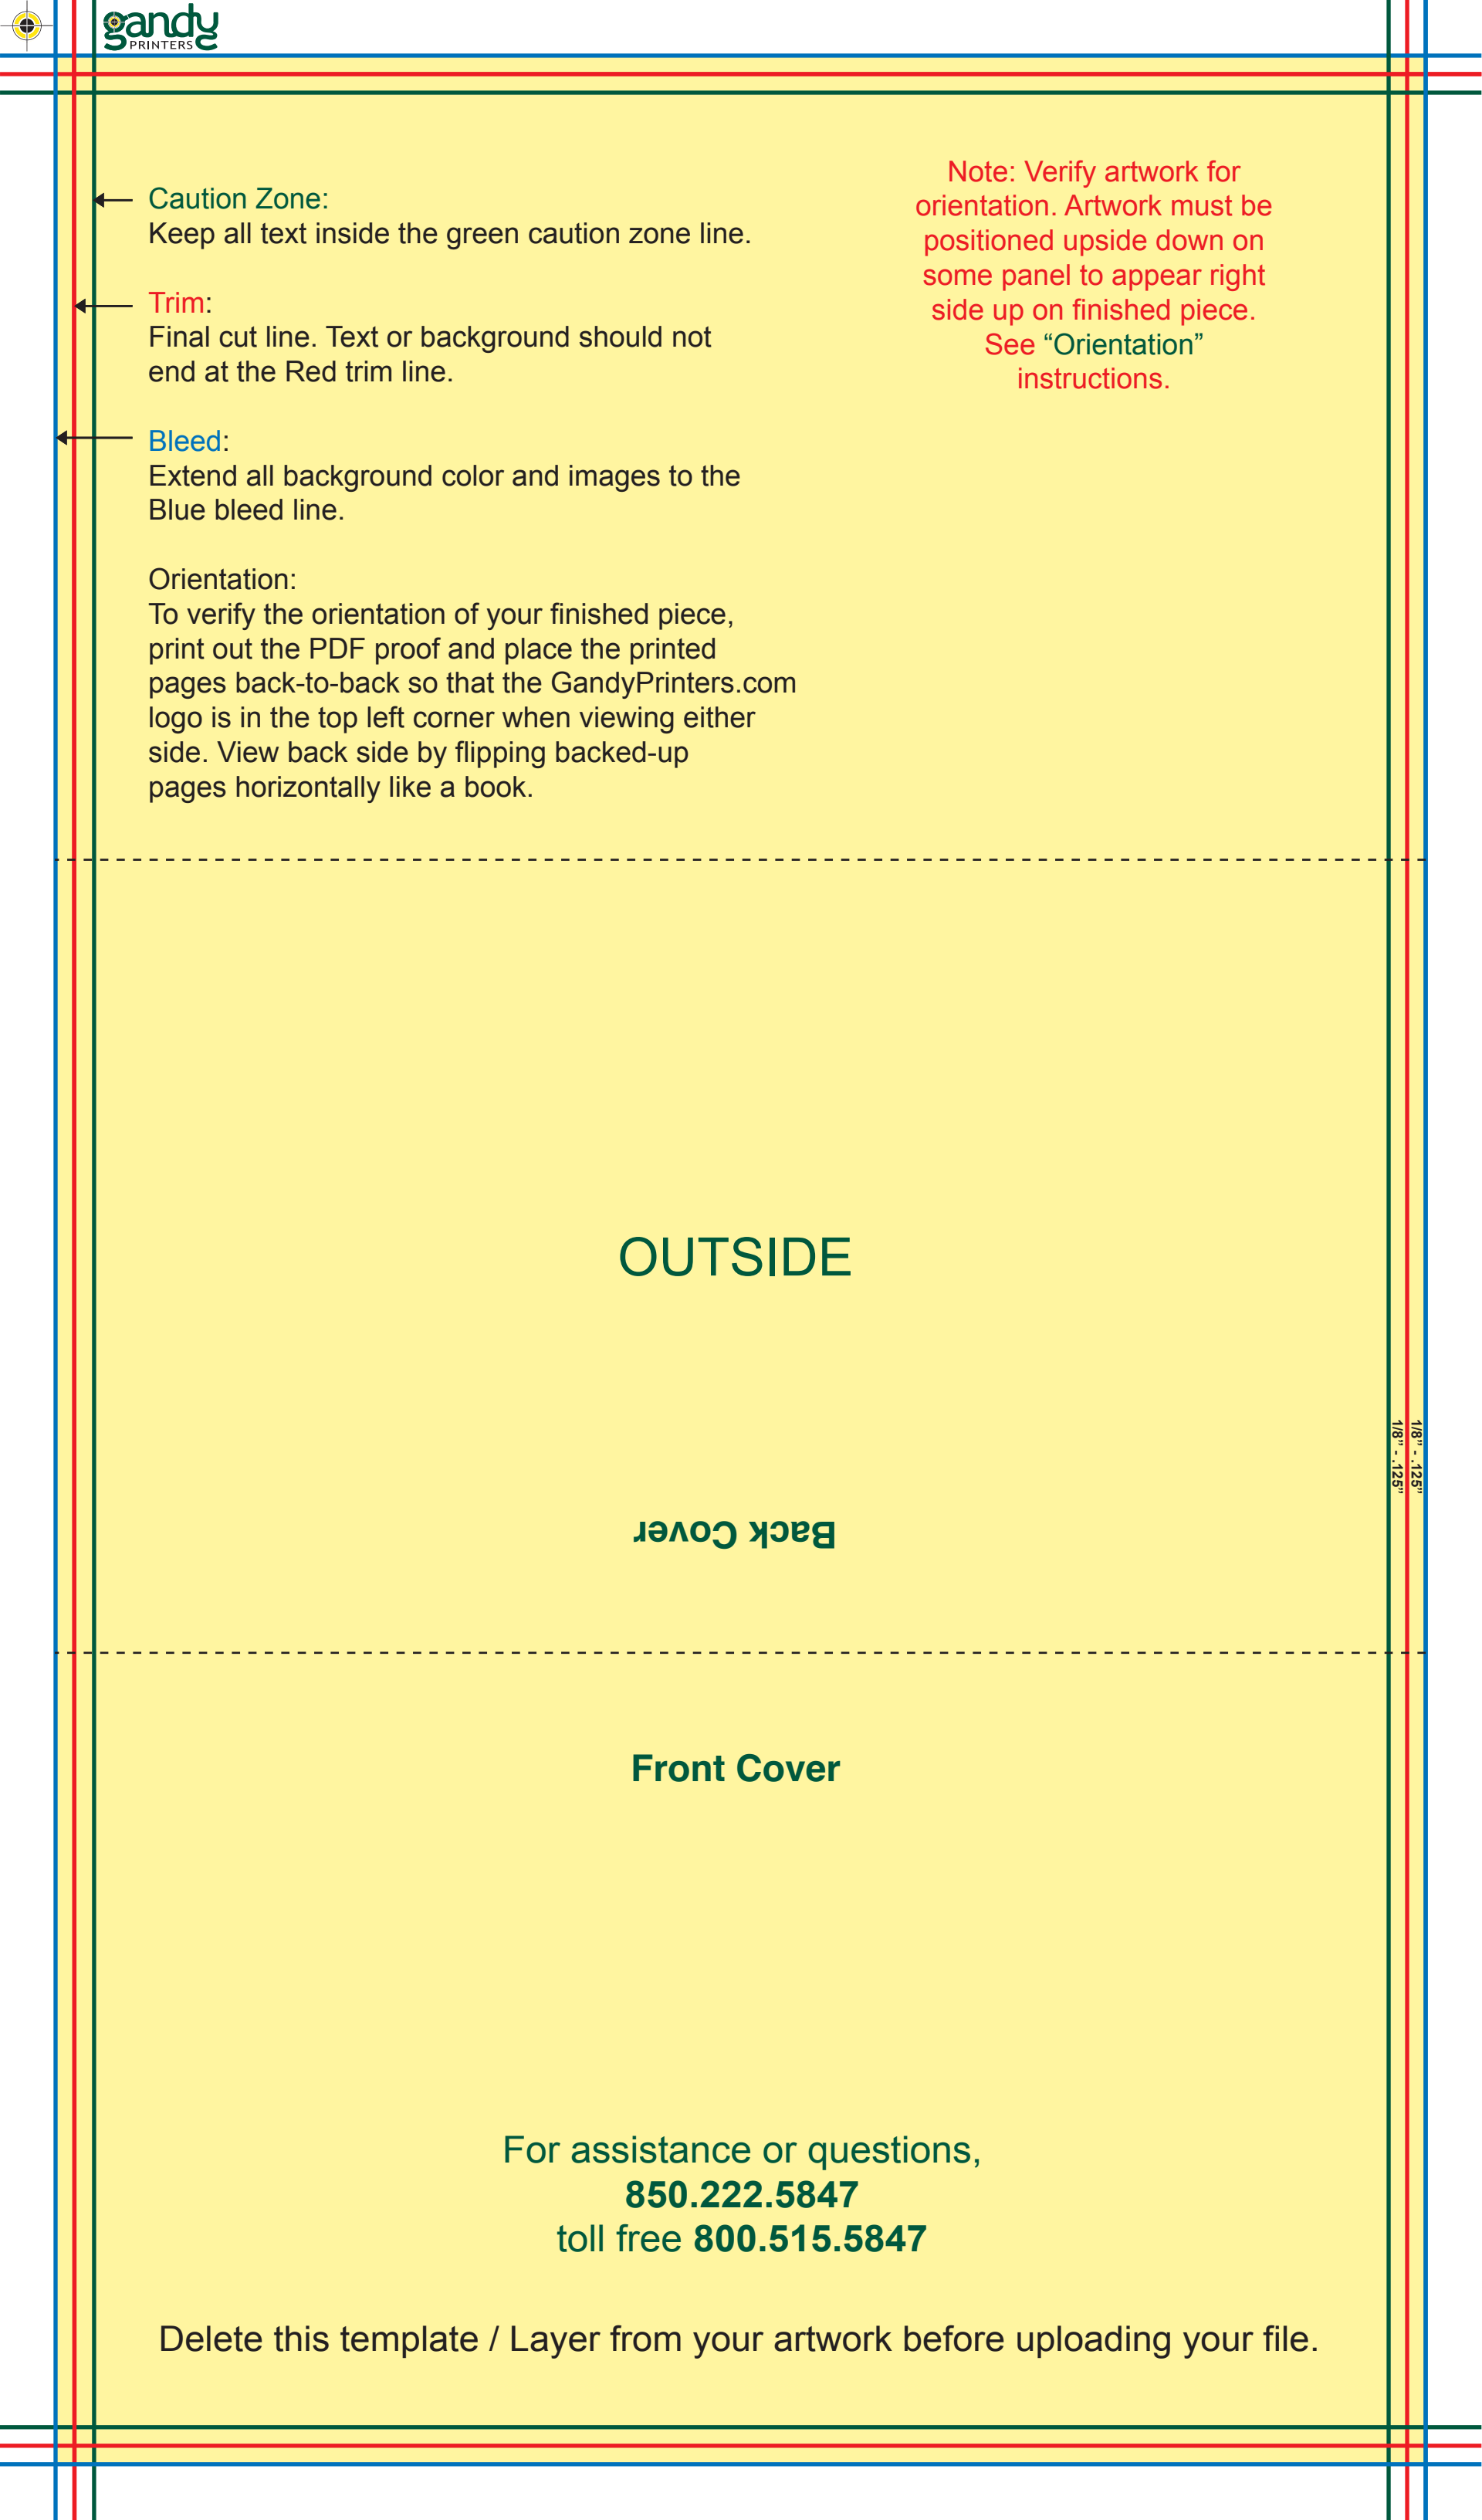 gandy
PRINTERS
Caution Zone:
Keep all text inside the green caution zone line.
Trim:
Final cut line. Text or background should not
end at the Red trim line.
Bleed:
Extend all background color and images to the
Blue bleed line.
Orientation:
To verify the orientation of your finished piece,
print out the PDF proof and place the printed
pages back-to-back so that the GandyPrinters.com
logo is in the top left corner when viewing either
side. View back side by flipping backed-up
pages horizontally like a book.
Note: Verify artwork for
orientation. Artwork must be
positioned upside down on
some panel to appear right
side up on finished piece.
See “Orientation”
instructions.
OUTSIDE
1/8” - .125”
1/8” - .125”
Back Cover
Front Cover
For assistance or questions,
850.222.5847
toll free 800.515.5847
Delete this template / Layer from your artwork before uploading your file.